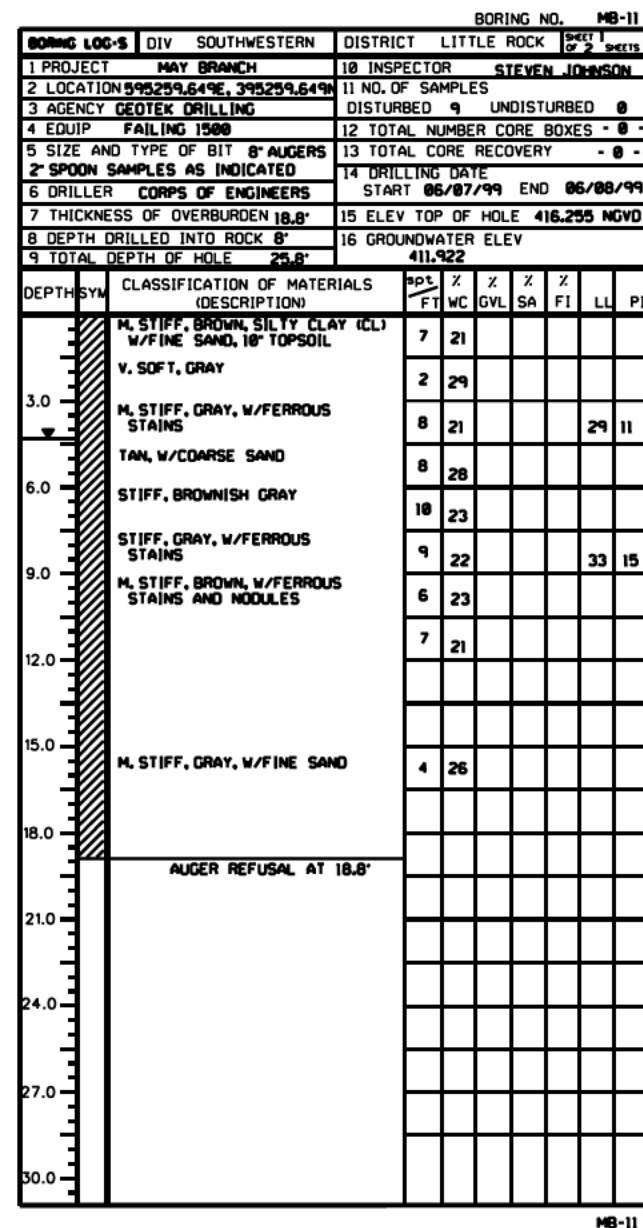 BORING NO. MB-11
BORING LOG-S DIV SOUTHWESTERN DISTRICT LITTLE ROCK SHEET 1 OF 2 SHEETS
1 PROJECT MAY BRANCH
10 INSPECTOR STEVEN JOHNSON
2 LOCATION 595259.649E, 395259.649N
11 NO. OF SAMPLES
DISTURBED 9 UNDISTURBED 0
3 AGENCY GEOTEK DRILLING
4 EQUIP FAILING 1500
12 TOTAL NUMBER CORE BOXES - 0 -
5 SIZE AND TYPE OF BIT 8" AUGERS
2" SPOON SAMPLES AS INDICATED
13 TOTAL CORE RECOVERY - 0 -
14 DRILLING DATE
START 06/07/99 END 06/08/99
6 DRILLER CORPS OF ENGINEERS
7 THICKNESS OF OVERBURDEN 18.8'
15 ELEV TOP OF HOLE 416.255 NGVD
8 DEPTH DRILLED INTO ROCK 8'
16 GROUNDWATER ELEV
411.922
9 TOTAL DEPTH OF HOLE 25.8'
DEPTH SYM CLASSIFICATION OF MATERIALS (DESCRIPTION) spt/FT % WC % GVL % SA % FI LL PI
M. STIFF, BROWN, SILTY CLAY (CL)
W/FINE SAND, 10" TOPSOIL 7 21
V. SOFT, GRAY 2 29
3.0
M. STIFF, GRAY, W/FERROUS
STAINS 8 21 29 11
TAN, W/COARSE SAND 8 28
6.0
STIFF, BROWNISH GRAY 10 23
STIFF, GRAY, W/FERROUS
STAINS 9 22 33 15
9.0
M. STIFF, BROWN, W/FERROUS
STAINS AND NODULES 6 23
7 21
12.0
15.0
M. STIFF, GRAY, W/FINE SAND 4 26
18.0
AUGER REFUSAL AT 18.8'
21.0
24.0
27.0
30.0
MB-11